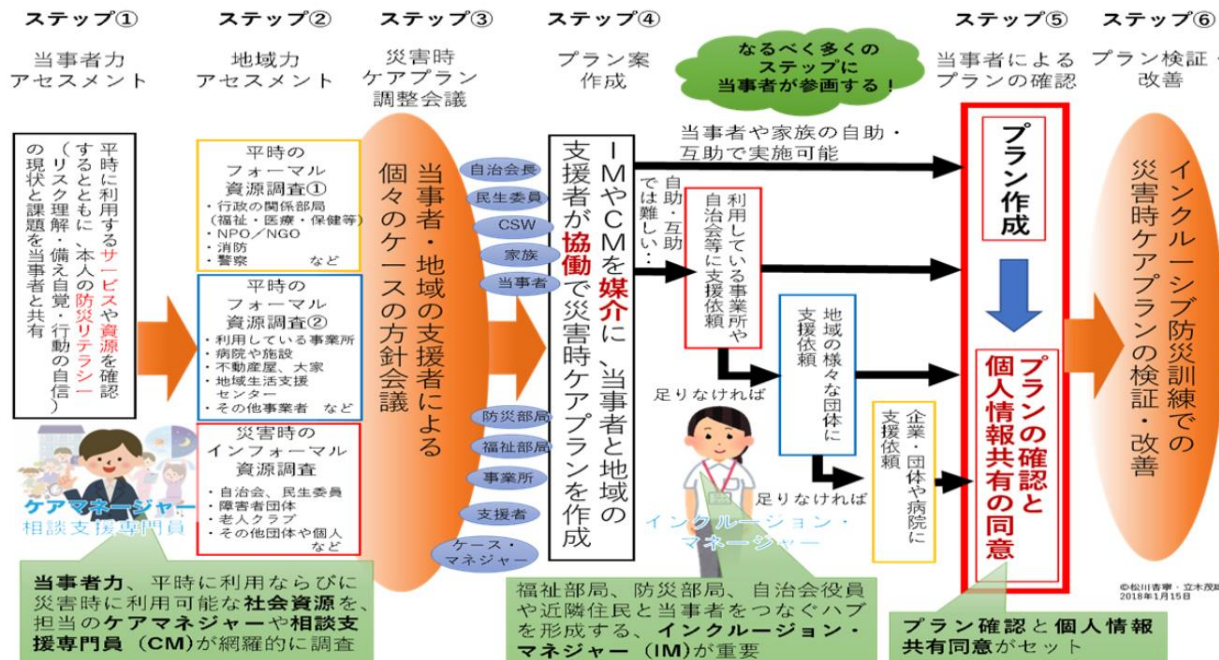 ステップ①
当事者力
アセスメント
平時に利用するサービスや資源を確認
するとともに、本人の防災リテラシー
（リスク理解・備え自覚・行動の自信）
の現状と課題を当事者と共有
ケアマネージャー
相談支援専門員
当事者力、平時に利用ならびに
災害時に利用可能な社会資源を、
担当のケアマネジャーや相談支
援専門員（CM）が網羅的に調査
ステップ②
地域力
アセスメント
平時の
フォーマル
資源調査①
・行政の関係部局
（福祉・医療・保健等）
・NPO／NGO
・消防
・警察　など
平時の
フォーマル
資源調査②
・利用している事業所
・病院や施設
・不動産屋、大家
・地域生活支援
センター
・その他事業者　など
災害時の
インフォーマル
資源調査
・自治会、民生委員
・障害者団体
・老人クラブ
・その他団体や個人
など
ステップ③
災害時
ケアプラン
調整会議
当事者・地域の支援者による
個々のケースの方針会議
自治会長
民生委員
CSW
家族
当事者
防災部局
福祉部局
事業所
支援者
ケース・
マネジャー
ステップ④
プラン案
作成
IMやCMを媒介に、当事者と地域の
支援者が協働で災害時ケアプランを作成
なるべく多くの
ステップに
当事者が参画する！
当事者や家族の自助・
互助で実施可能
自助・互助
では難しい…
利用している事業所や
自治会等に支援依頼
足りなければ
地域の様々な団体に
支援依頼
足りなければ
企業・団体や病院に
支援依頼
インクルージョン・
マネージャー
福祉部局、防災部局、自治会役員
や近隣住民と当事者をつなぐハブ
を形成する、インクルージョン・
マネジャー（IM）が重要
ステップ⑤
当事者による
プランの確認
プラン作成
プランの確認と
個人情報共有の同意
プラン確認と個人情報
共有同意がセット
ステップ⑥
プラン検証・
改善
インクルーシブ防災訓練での
災害時ケアプランの検証・改善
2018年1月15日